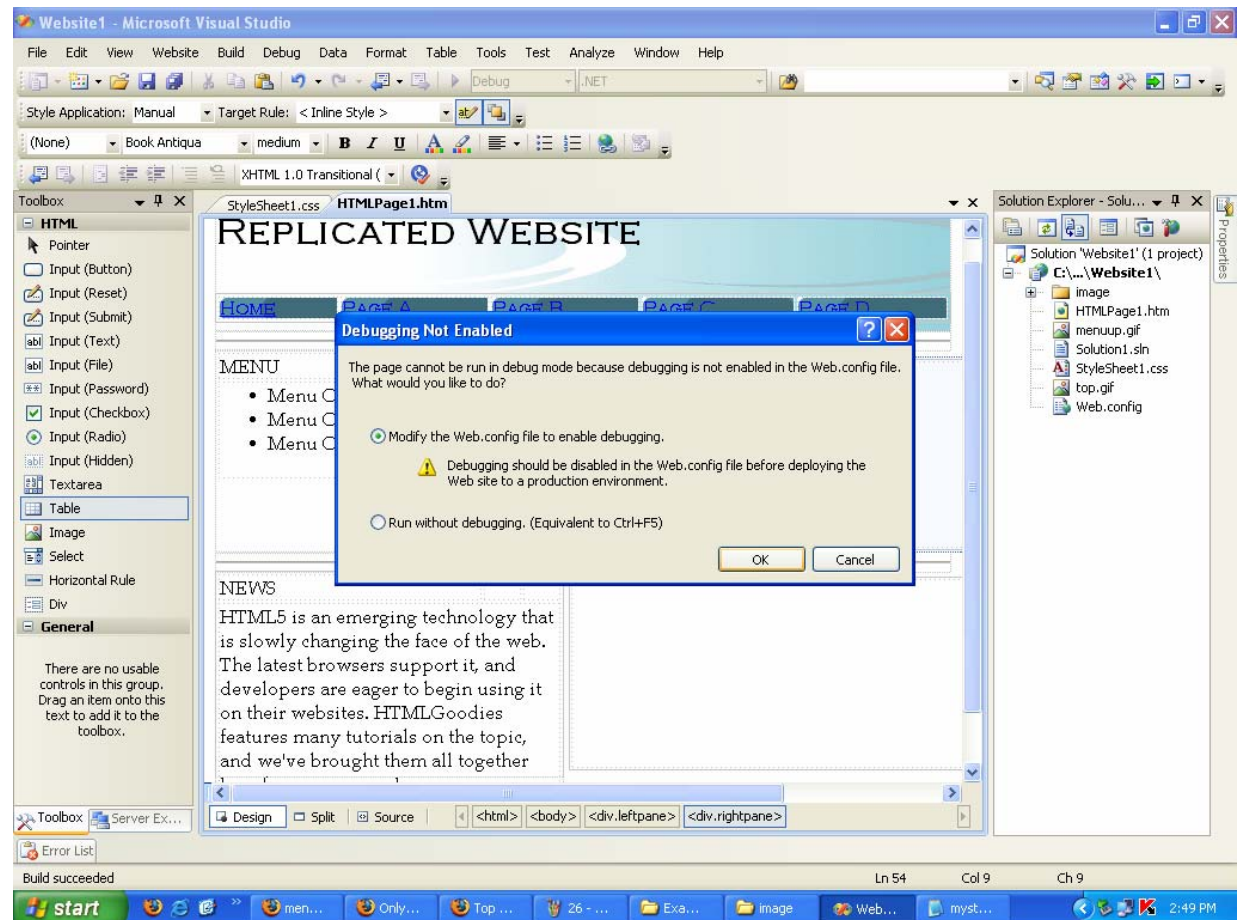 Website1 - Microsoft Visual Studio
File Edit View Website Build Debug Data Format Table Tools Test Analyze Window Help
Debug .NET
Style Application: Manual Target Rule: < Inline Style >
(None) Book Antiqua medium B I U A
XHTML 1.0 Transitional (
Toolbox
HTML
Pointer
Input (Button)
Input (Reset)
Input (Submit)
Input (Text)
Input (File)
Input (Password)
Input (Checkbox)
Input (Radio)
Input (Hidden)
Textarea
Table
Image
Select
Horizontal Rule
Div
General
There are no usable
controls in this group.
Drag an item onto this
text to add it to the
toolbox.
Toolbox Server Ex...
StyleSheet1.css HTMLPage1.htm
REPLICATED WEBSITE
HOME PAGE A PAGE B PAGE C PAGE D
MENU
• Menu C
• Menu C
• Menu C
Debugging Not Enabled
The page cannot be run in debug mode because debugging is not enabled in the Web.config file.
What would you like to do?
Modify the Web.config file to enable debugging.
Debugging should be disabled in the Web.config file before deploying the
Web site to a production environment.
Run without debugging. (Equivalent to Ctrl+F5)
OK Cancel
NEWS
HTML5 is an emerging technology that
is slowly changing the face of the web.
The latest browsers support it, and
developers are eager to begin using it
on their websites. HTMLGoodies
features many tutorials on the topic,
and we've brought them all together
Design Split Source <html> <body> <div.leftpane> <div.rightpane>
Solution Explorer - Solu...
Solution 'Website1' (1 project)
C:\...\Website1\
image
HTMLPage1.htm
menuup.gif
Solution1.sln
StyleSheet1.css
top.gif
Web.config
Properties
Error List
Build succeeded Ln 54 Col 9 Ch 9
start men... Only... Top ... 26 - ... Exa... image Web... myst... 2:49 PM